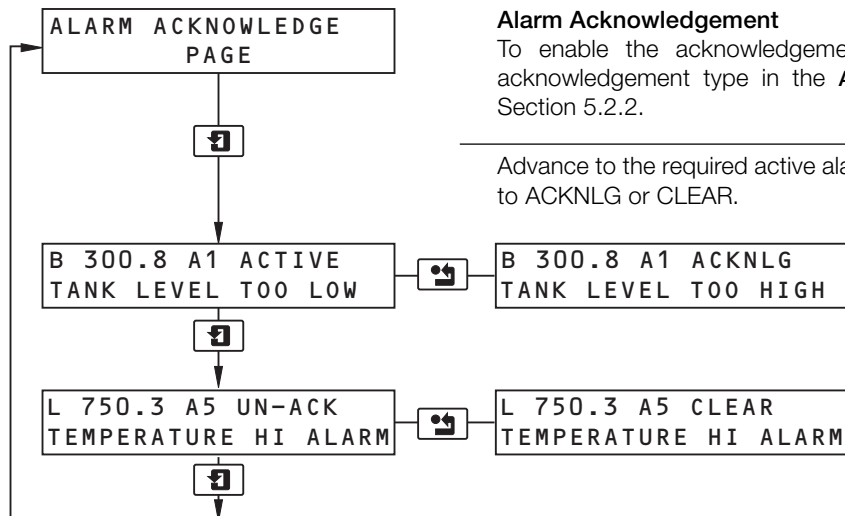 ALARM ACKNOWLEDGE
PAGE
Alarm Acknowledgement
To enable the
acknowledgement type in the
Section 5.2.2.
Advance to the required active
to ACKNLG or CLEAR.
B 300.8 A1 ACTIVE
TANK LEVEL TOO LOW
B 300.8 A1 ACKNLG
TANK LEVEL TOO HIGH
L 750.3 A5 UN-ACK
TEMPERATURE HI ALARM
L 750.3 A5 CLEAR
TEMPERATURE HI ALARM